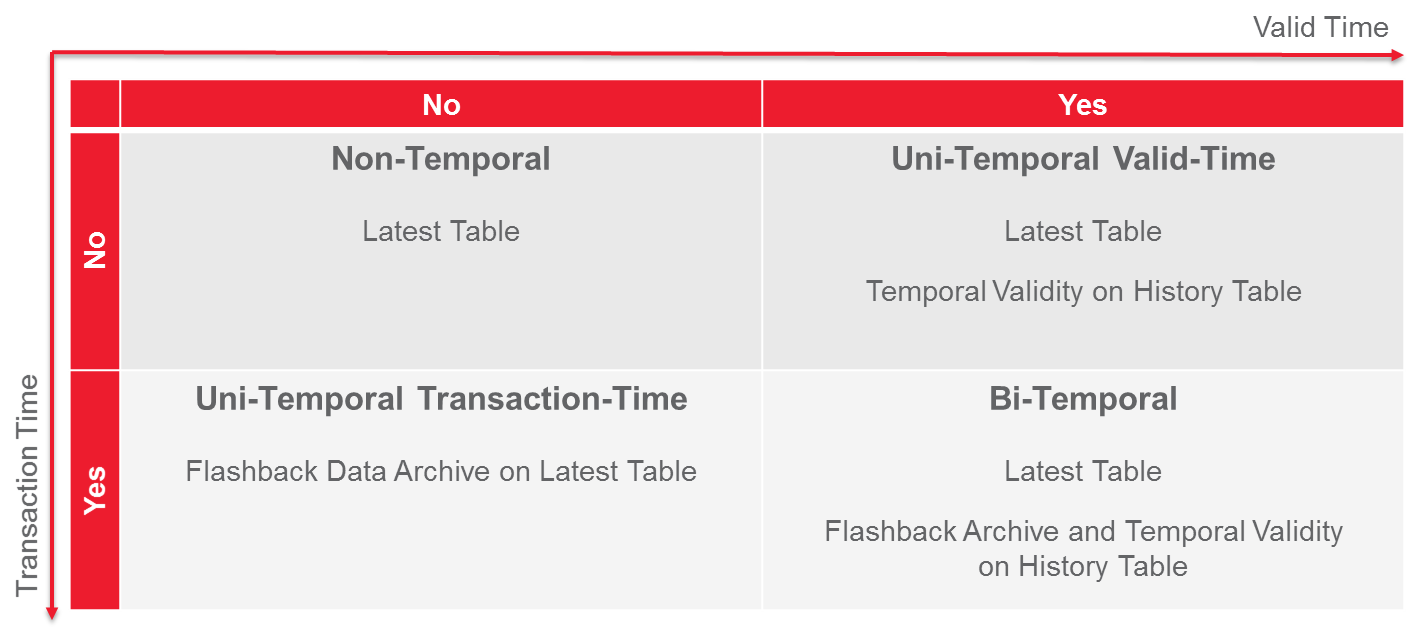 Valid Time
No
Yes
Transaction Time
No
Non-Temporal
Latest Table
Uni-Temporal Valid-Time
Latest Table
Temporal Validity on History Table
Yes
Uni-Temporal Transaction-Time
Flashback Data Archive on Latest Table
Bi-Temporal
Latest Table
Flashback Archive and Temporal Validity
on History Table